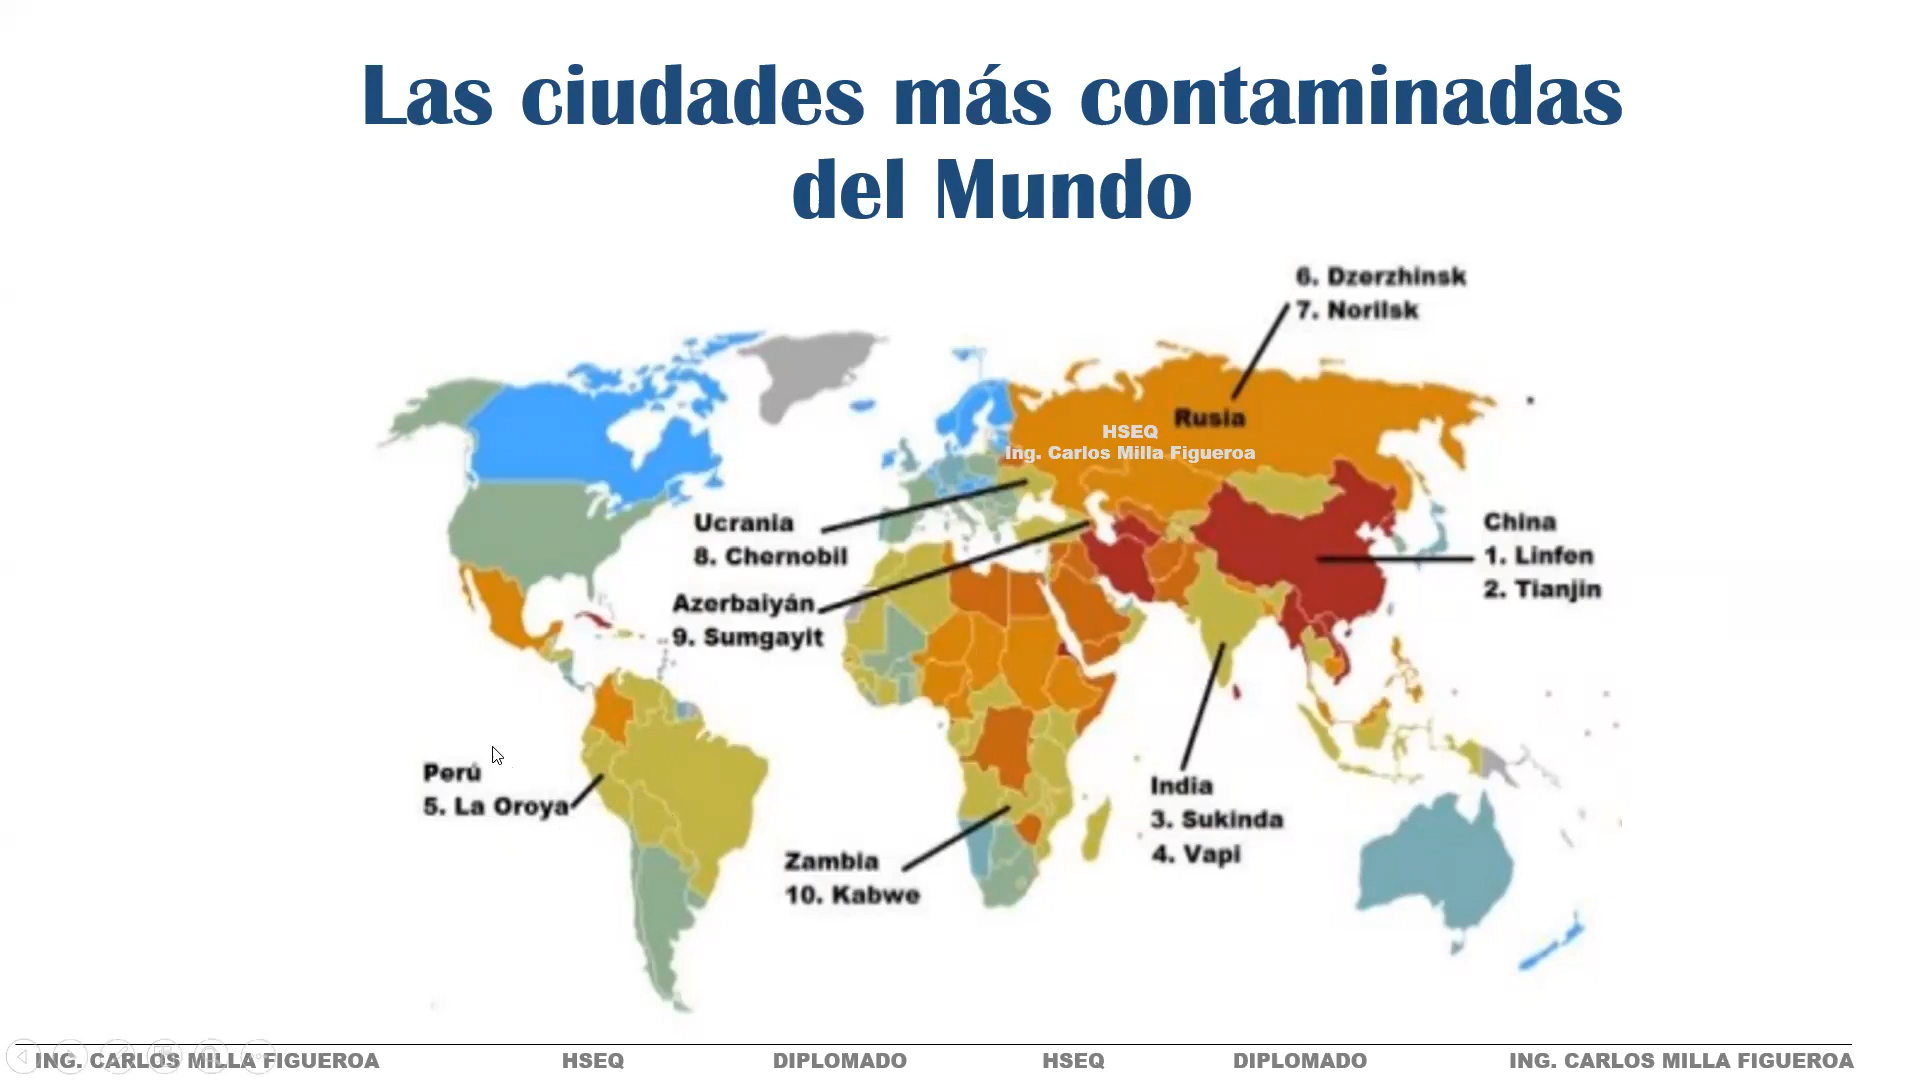 Las ciudades más contaminadas
del Mundo
6. Dzerzhinsk
7. Norilsk
Rusia
HSEQ
Ing. Carlos Milla Figueroa
Ucrania
8. Chernobil
China
1. Linfen
2. Tianjin
Azerbaiyán
9. Sumgayit
Perú
5. La Oroya
India
3. Sukinda
4. Vapi
Zambia
10. Kabwe
ING. CARLOS MILLA FIGUEROA HSEQ DIPLOMADO HSEQ DIPLOMADO ING. CARLOS MILLA FIGUEROA